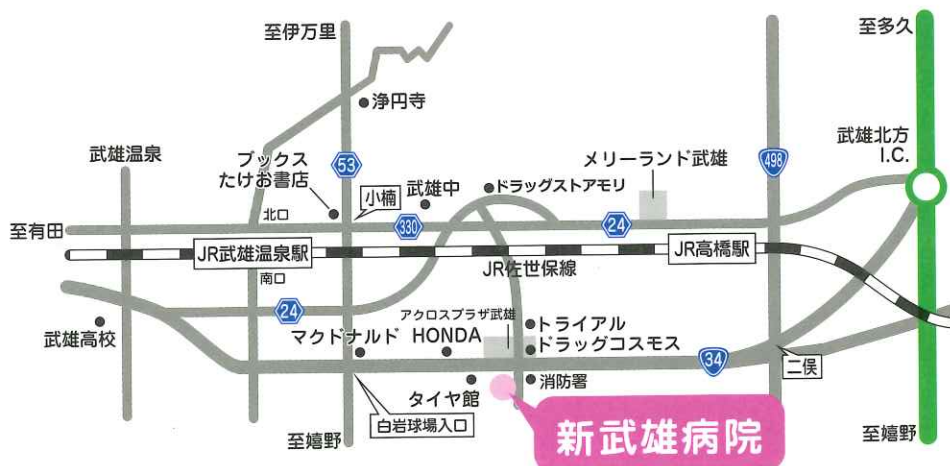 至伊万里
至多久
浄円寺
武雄北方
I.C.
武雄温泉
ブックス
たけお書店
53
498
メリーランド武雄
小楠
武雄中
ドラッグストアモリ
北口
330
24
至有田
JR武雄温泉駅
JR高橋駅
JR佐世保線
南口
24
アクロスプラザ武雄
トライアル
武雄高校
マクドナルド
HONDA
ドラッグコスモス
34
二俣
タイヤ館
消防署
白岩球場入口
新武雄病院
至嬉野
至嬉野